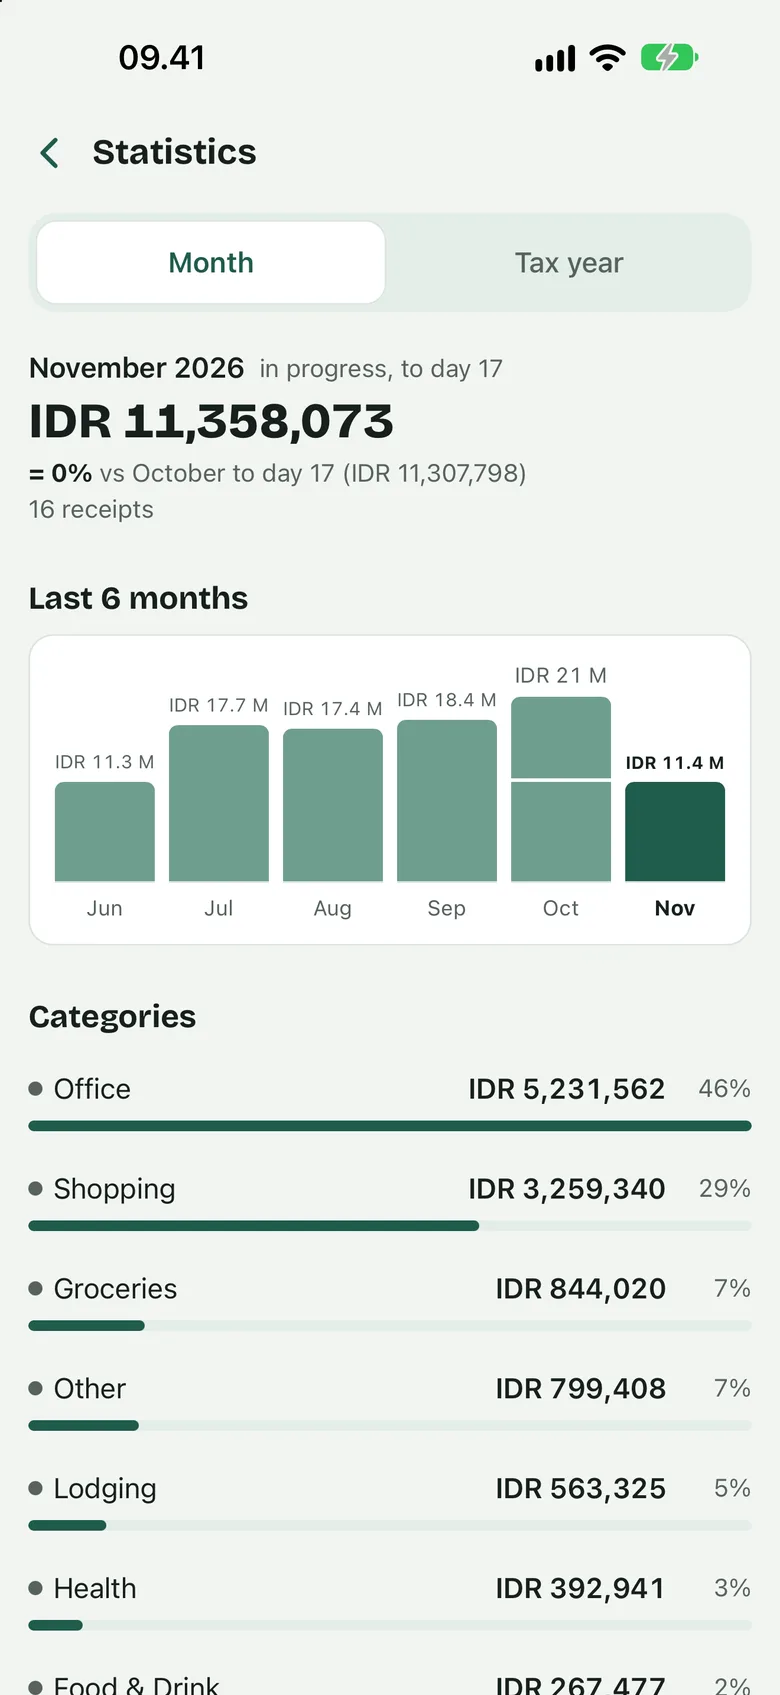 09.41
Statistics
Month
Tax year
November 2026 in progress, to day 17
IDR 11,358,073
= 0% vs October to day 17 (IDR 11,307,798)
16 receipts
Last 6 months
IDR 11.3 M
IDR 17.7 M
IDR 17.4 M
IDR 18.4 M
IDR 21 M
IDR 11.4 M
Jun
Jul
Aug
Sep
Oct
Nov
Categories
Office IDR 5,231,562 46%
Shopping IDR 3,259,340 29%
Groceries IDR 844,020 7%
Other IDR 799,408 7%
Lodging IDR 563,325 5%
Health IDR 392,941 3%
Food & Drink IDR 267,477 2%